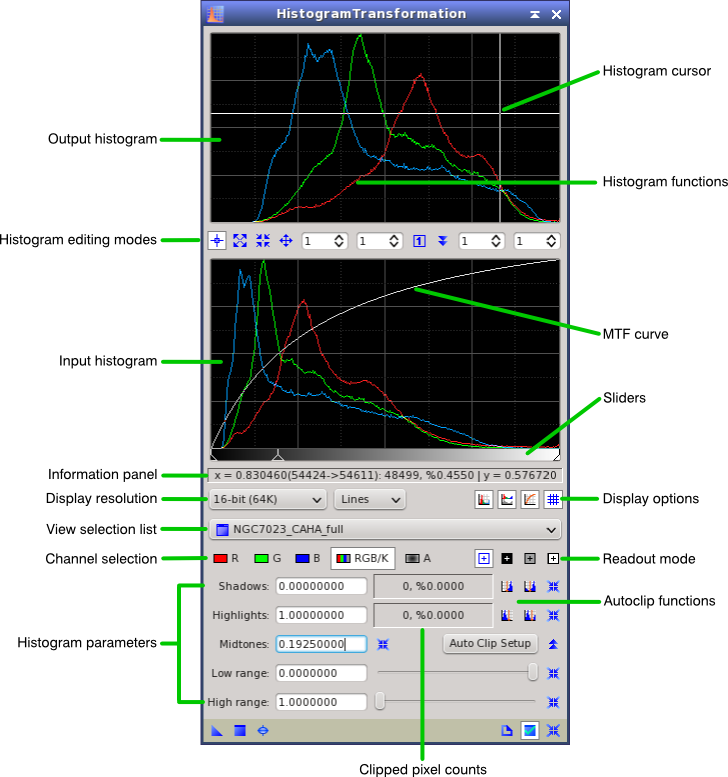 HistogramTransformation
Histogram cursor
Output histogram
Histogram functions
Histogram editing modes
1 1 1 1 1
MTF curve
Input histogram
Sliders
Information panel
x = 0.830460(54424->54611): 48499, %0.4550 | y = 0.576720
Display resolution 16-bit (64K) Lines Display options
View selection list NGC7023_CAHA_full
Channel selection R G B RGB/K A Readout mode
Shadows: 0.00000000 0, %0.0000
Autoclip functions
Highlights: 1.00000000 0, %0.0000
Histogram parameters
Midtones: 0.19250000 Auto Clip Setup
Low range: 0.0000000
High range: 1.0000000
Clipped pixel counts